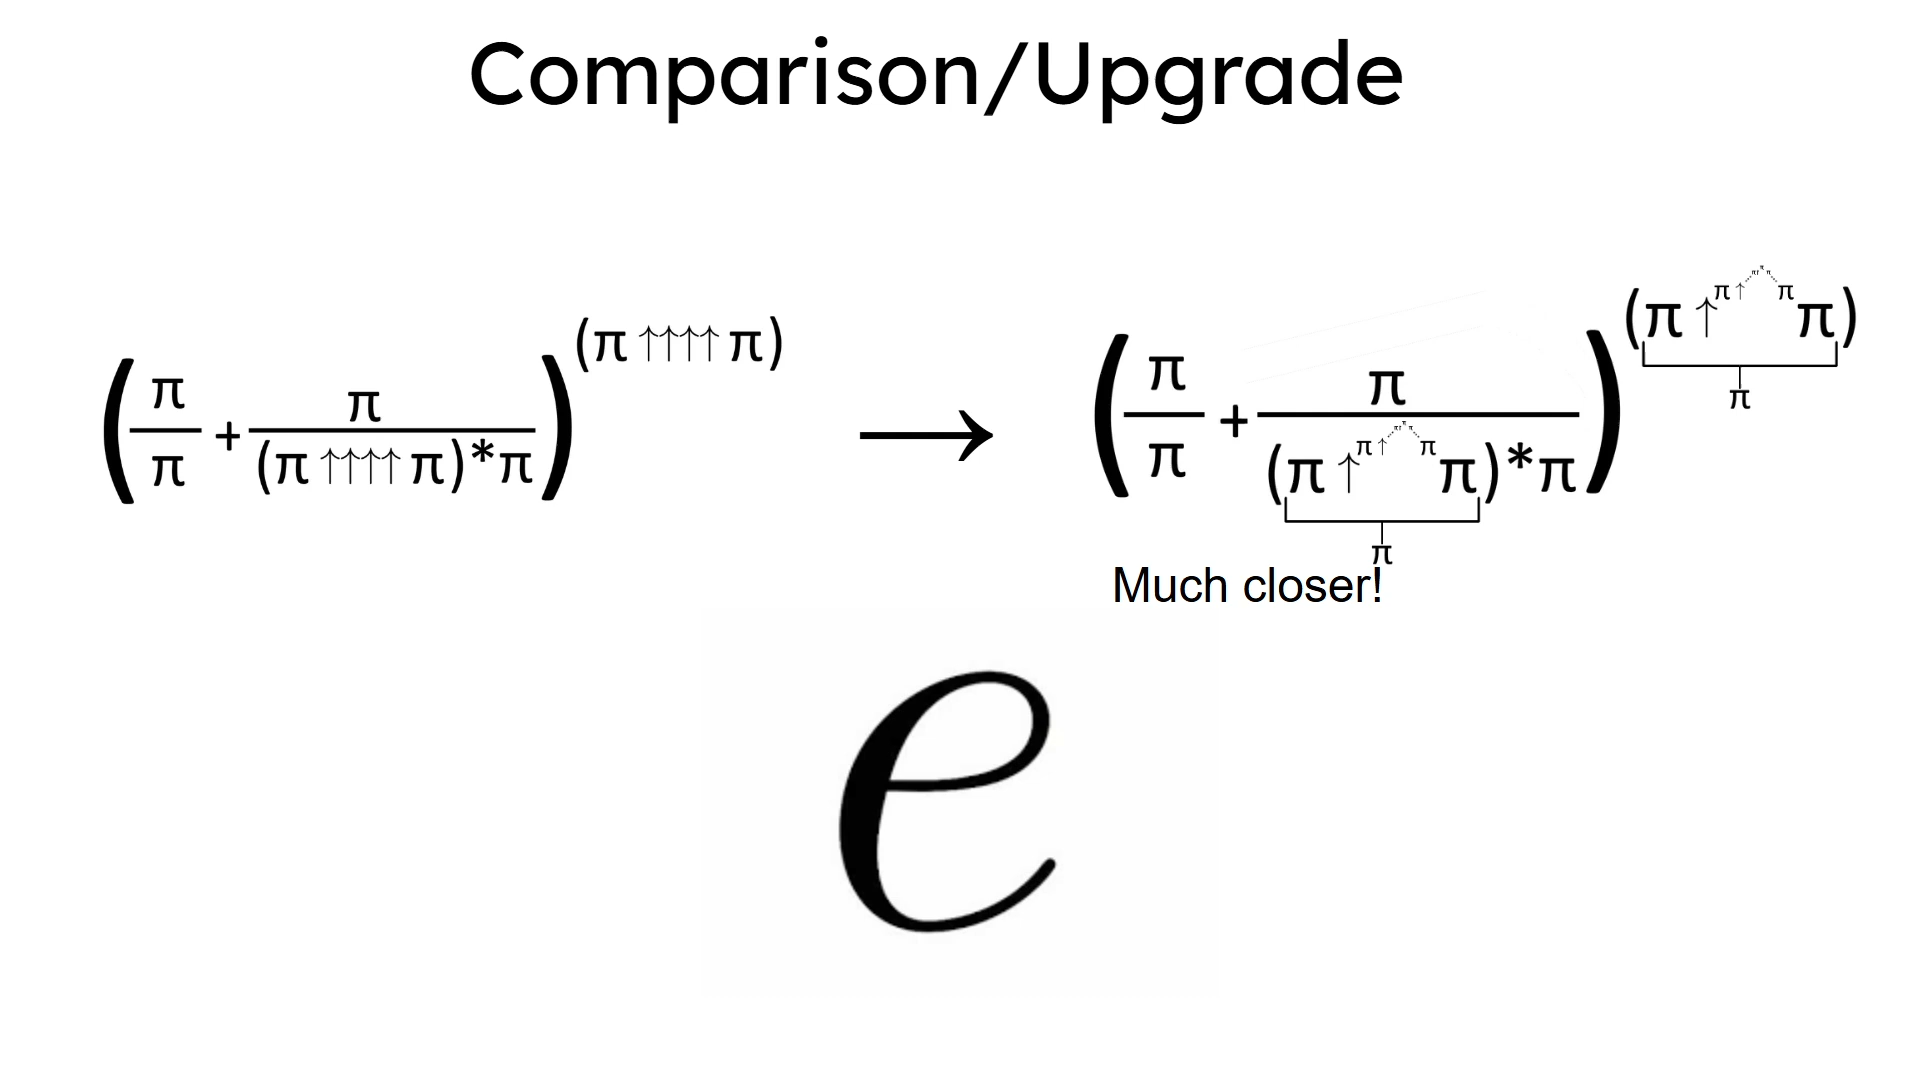 Comparison/Upgrade
(π/π + π/((π ↑↑↑↑ π)*π))^(π ↑↑↑↑ π) → (π/π + π/((π ↑^(π ↑^(⋰ π ⋱) π) π)*π))^(π ↑^(π ↑^(⋰ π ⋱) π) π)
π
π
Much closer!
e